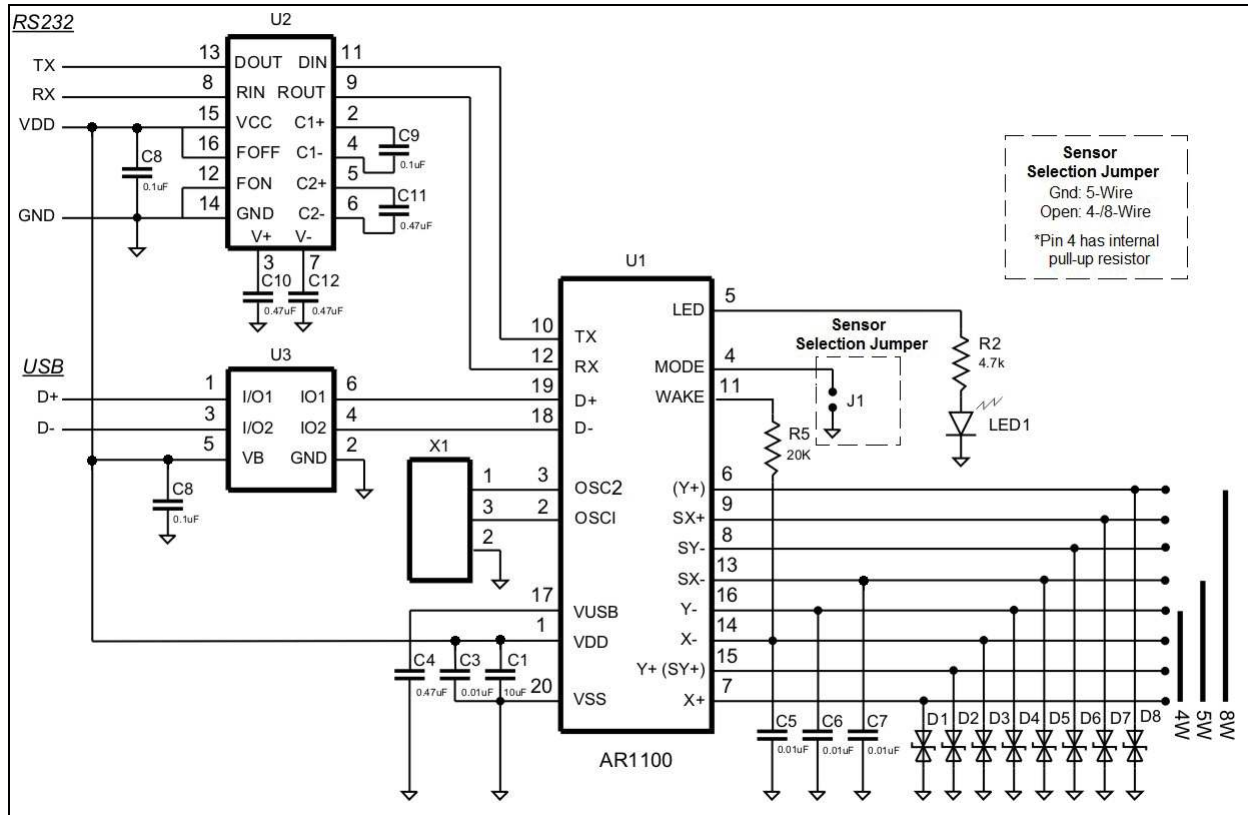 RS232
U2
TX
RX
VDD
GND
13 DOUT DIN 11
8 RIN ROUT 9
15 VCC C1+ 2
16 FOFF C1- 4
12 FON C2+ 5
14 GND C2- 6
V+ V-
3 7
C8
0.1uF
C9
0.1uF
C11
0.47uF
C10
0.47uF
C12
0.47uF
Sensor
Selection Jumper
Gnd: 5-Wire
Open: 4-/8-Wire
*Pin 4 has internal
pull-up resistor
USB
U3
D+ 1 I/O1 IO1 6
D- 3 I/O2 IO2 4
5 VB GND 2
C8
0.1uF
X1
1
3
2
U1
10 TX
12 RX
19 D+
18 D-
3 OSC2
2 OSCI
17 VUSB
1 VDD
20 VSS
C4
0.47uF
C3
0.01uF
C1
10uF
LED 5
MODE 4
WAKE 11
(Y+) 6
SX+ 9
SY- 8
SX- 13
Y- 16
X- 14
Y+ (SY+) 15
X+ 7
AR1100
Sensor
Selection Jumper
J1
R2
4.7k
LED1
R5
20K
C5
0.01uF
C6
0.01uF
C7
0.01uF
D1 D2 D3 D4 D5 D6 D7 D8
4W
5W
8W